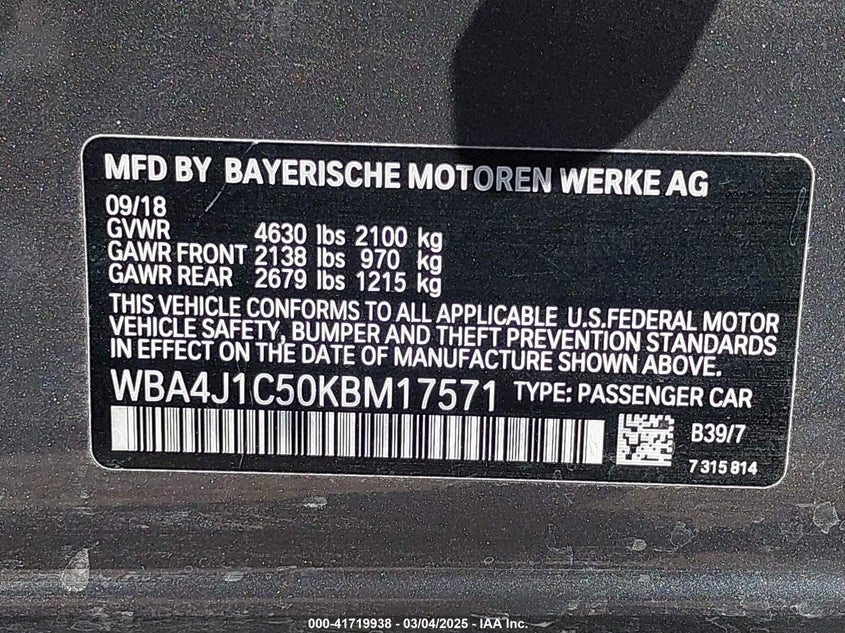 MFD BY BAYERISCHE MOTOREN WERKE AG
09/18
GVWR 4630 lbs 2100 kg
GAWR FRONT 2138 lbs 970 kg
GAWR REAR 2679 lbs 1215 kg
THIS VEHICLE CONFORMS TO ALL APPLICABLE U.S.FEDERAL MOTOR
VEHICLE SAFETY, BUMPER AND THEFT PREVENTION STANDARDS
IN EFFECT ON THE DATE OF MANUFACTURE SHOWN ABOVE.
WBA4J1C50KBM17571 TYPE: PASSENGER CAR
B39/7
7 315 814
000-41719938 - 03/04/2025 - IAA Inc.